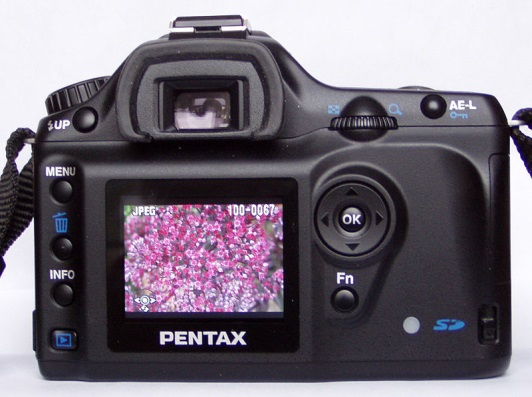 UP
AE-L
MENU
JPEG 100-0067
OK
INFO
Fn
PENTAX
SD